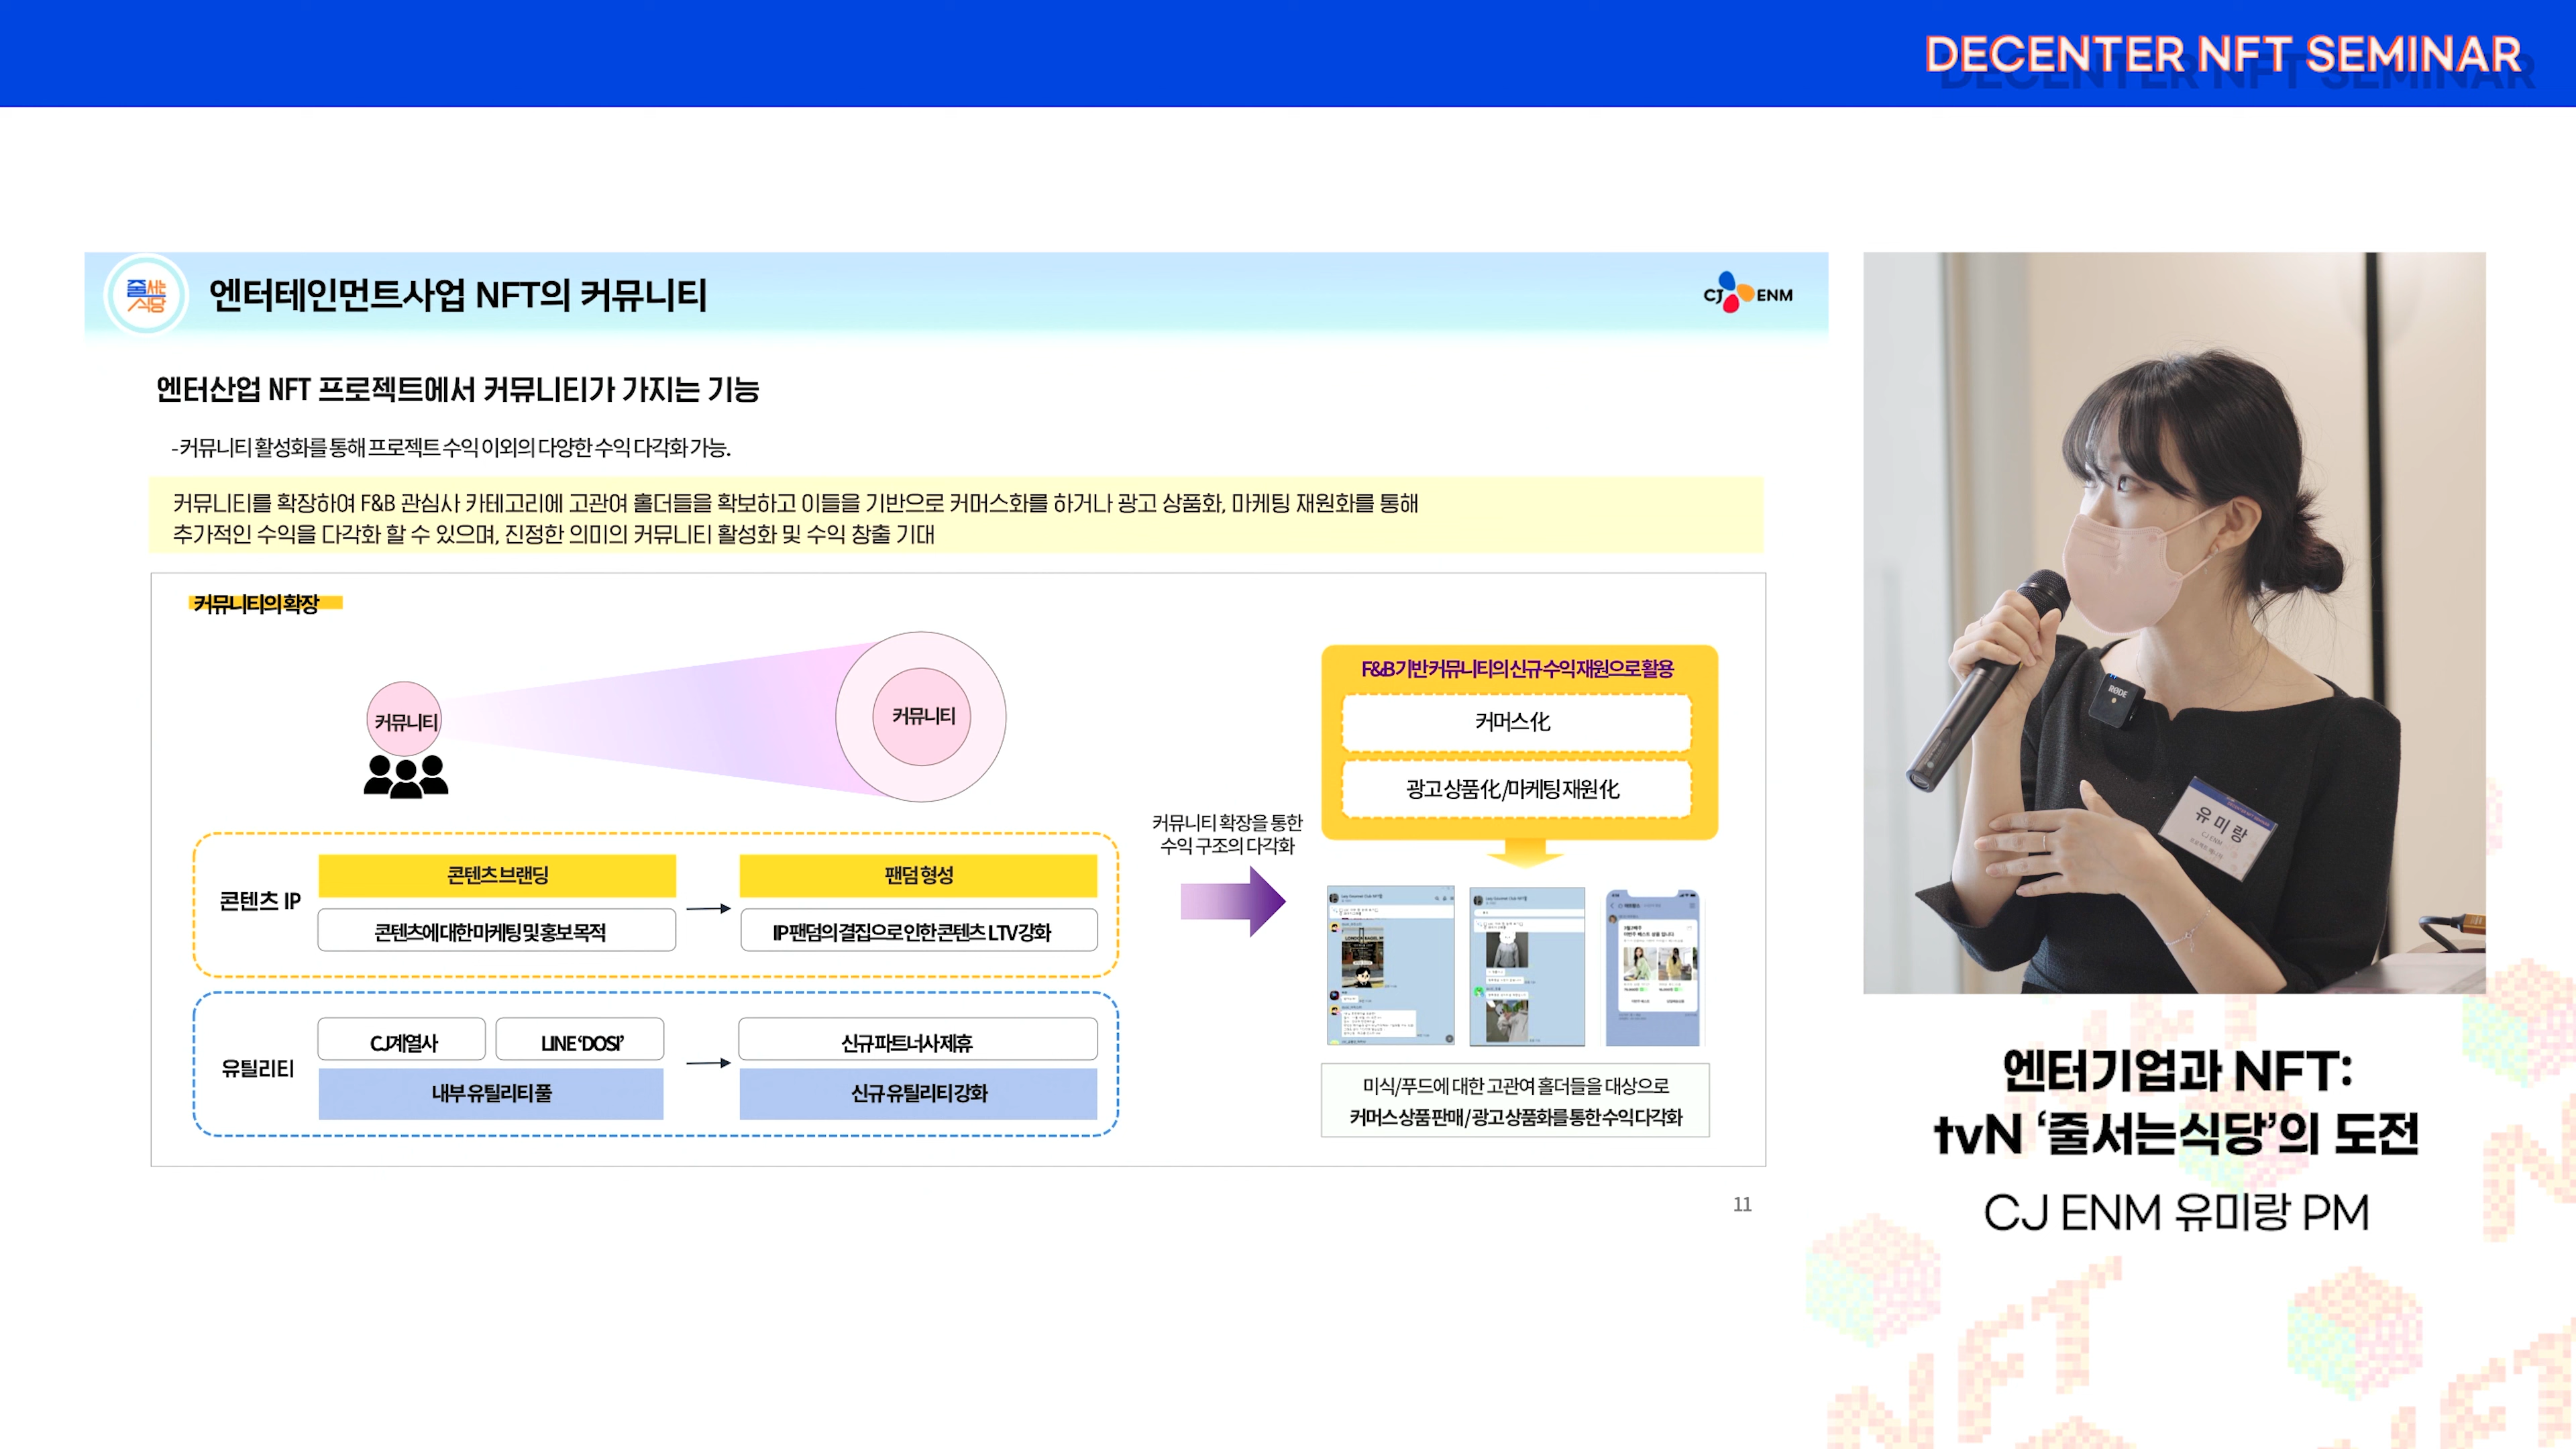 DECENTER NFT SEMINAR
줄서는
식당
엔터테인먼트사업 NFT의 커뮤니티
CJ ENM
엔터산업 NFT 프로젝트에서 커뮤니티가 가지는 기능
-커뮤니티 활성화를 통해 프로젝트 수익 이외의 다양한 수익 다각화 가능.
커뮤니티를 확장하여 F&B 관심사 카테고리에 고관여 홀더들을 확보하고 이들을 기반으로 커머스화를 하거나 광고 상품화, 마케팅 재원화를 통해
추가적인 수익을 다각화 할 수 있으며, 진정한 의미의 커뮤니티 활성화 및 수익 창출 기대
커뮤니티의 확장
커뮤니티
커뮤니티
콘텐츠 IP
콘텐츠 브랜딩
팬덤 형성
콘텐츠에 대한 마케팅 및 홍보 목적
IP 팬덤의 결집으로 인한 콘텐츠 LTV 강화
유틸리티
CJ계열사
LINE ‘DOSI’
신규 파트너사 제휴
내부 유틸리티 풀
신규 유틸리티 강화
커뮤니티 확장을 통한
수익 구조의 다각화
F&B 기반 커뮤니티의 신규 수익 재원으로 활용
커머스化
광고 상품化/마케팅 재원化
미식/푸드에 대한 고관여 홀더들을 대상으로
커머스 상품 판매 / 광고 상품화를 통한 수익 다각화
11
RØDE
유미랑
CJ ENM
엔터기업과 NFT:
tvN ‘줄서는식당’의 도전
CJ ENM 유미랑 PM
NFT
NFT